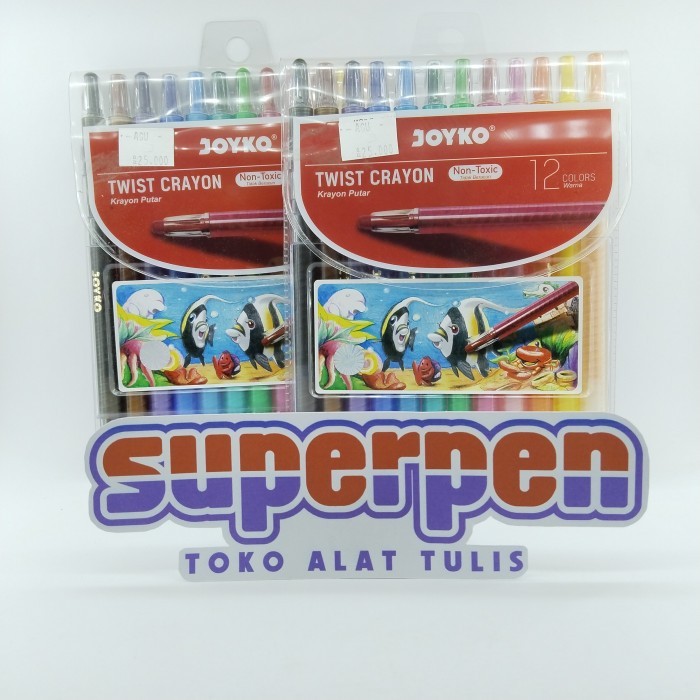 JOYKO
TWIST CRAYON
Non-Toxic
Krayon Putar
JOYKO
JOYKO
TWIST CRAYON
Non-Toxic
Krayon Putar
12 COLORS
Warna
superpen
TOKO ALAT TULIS